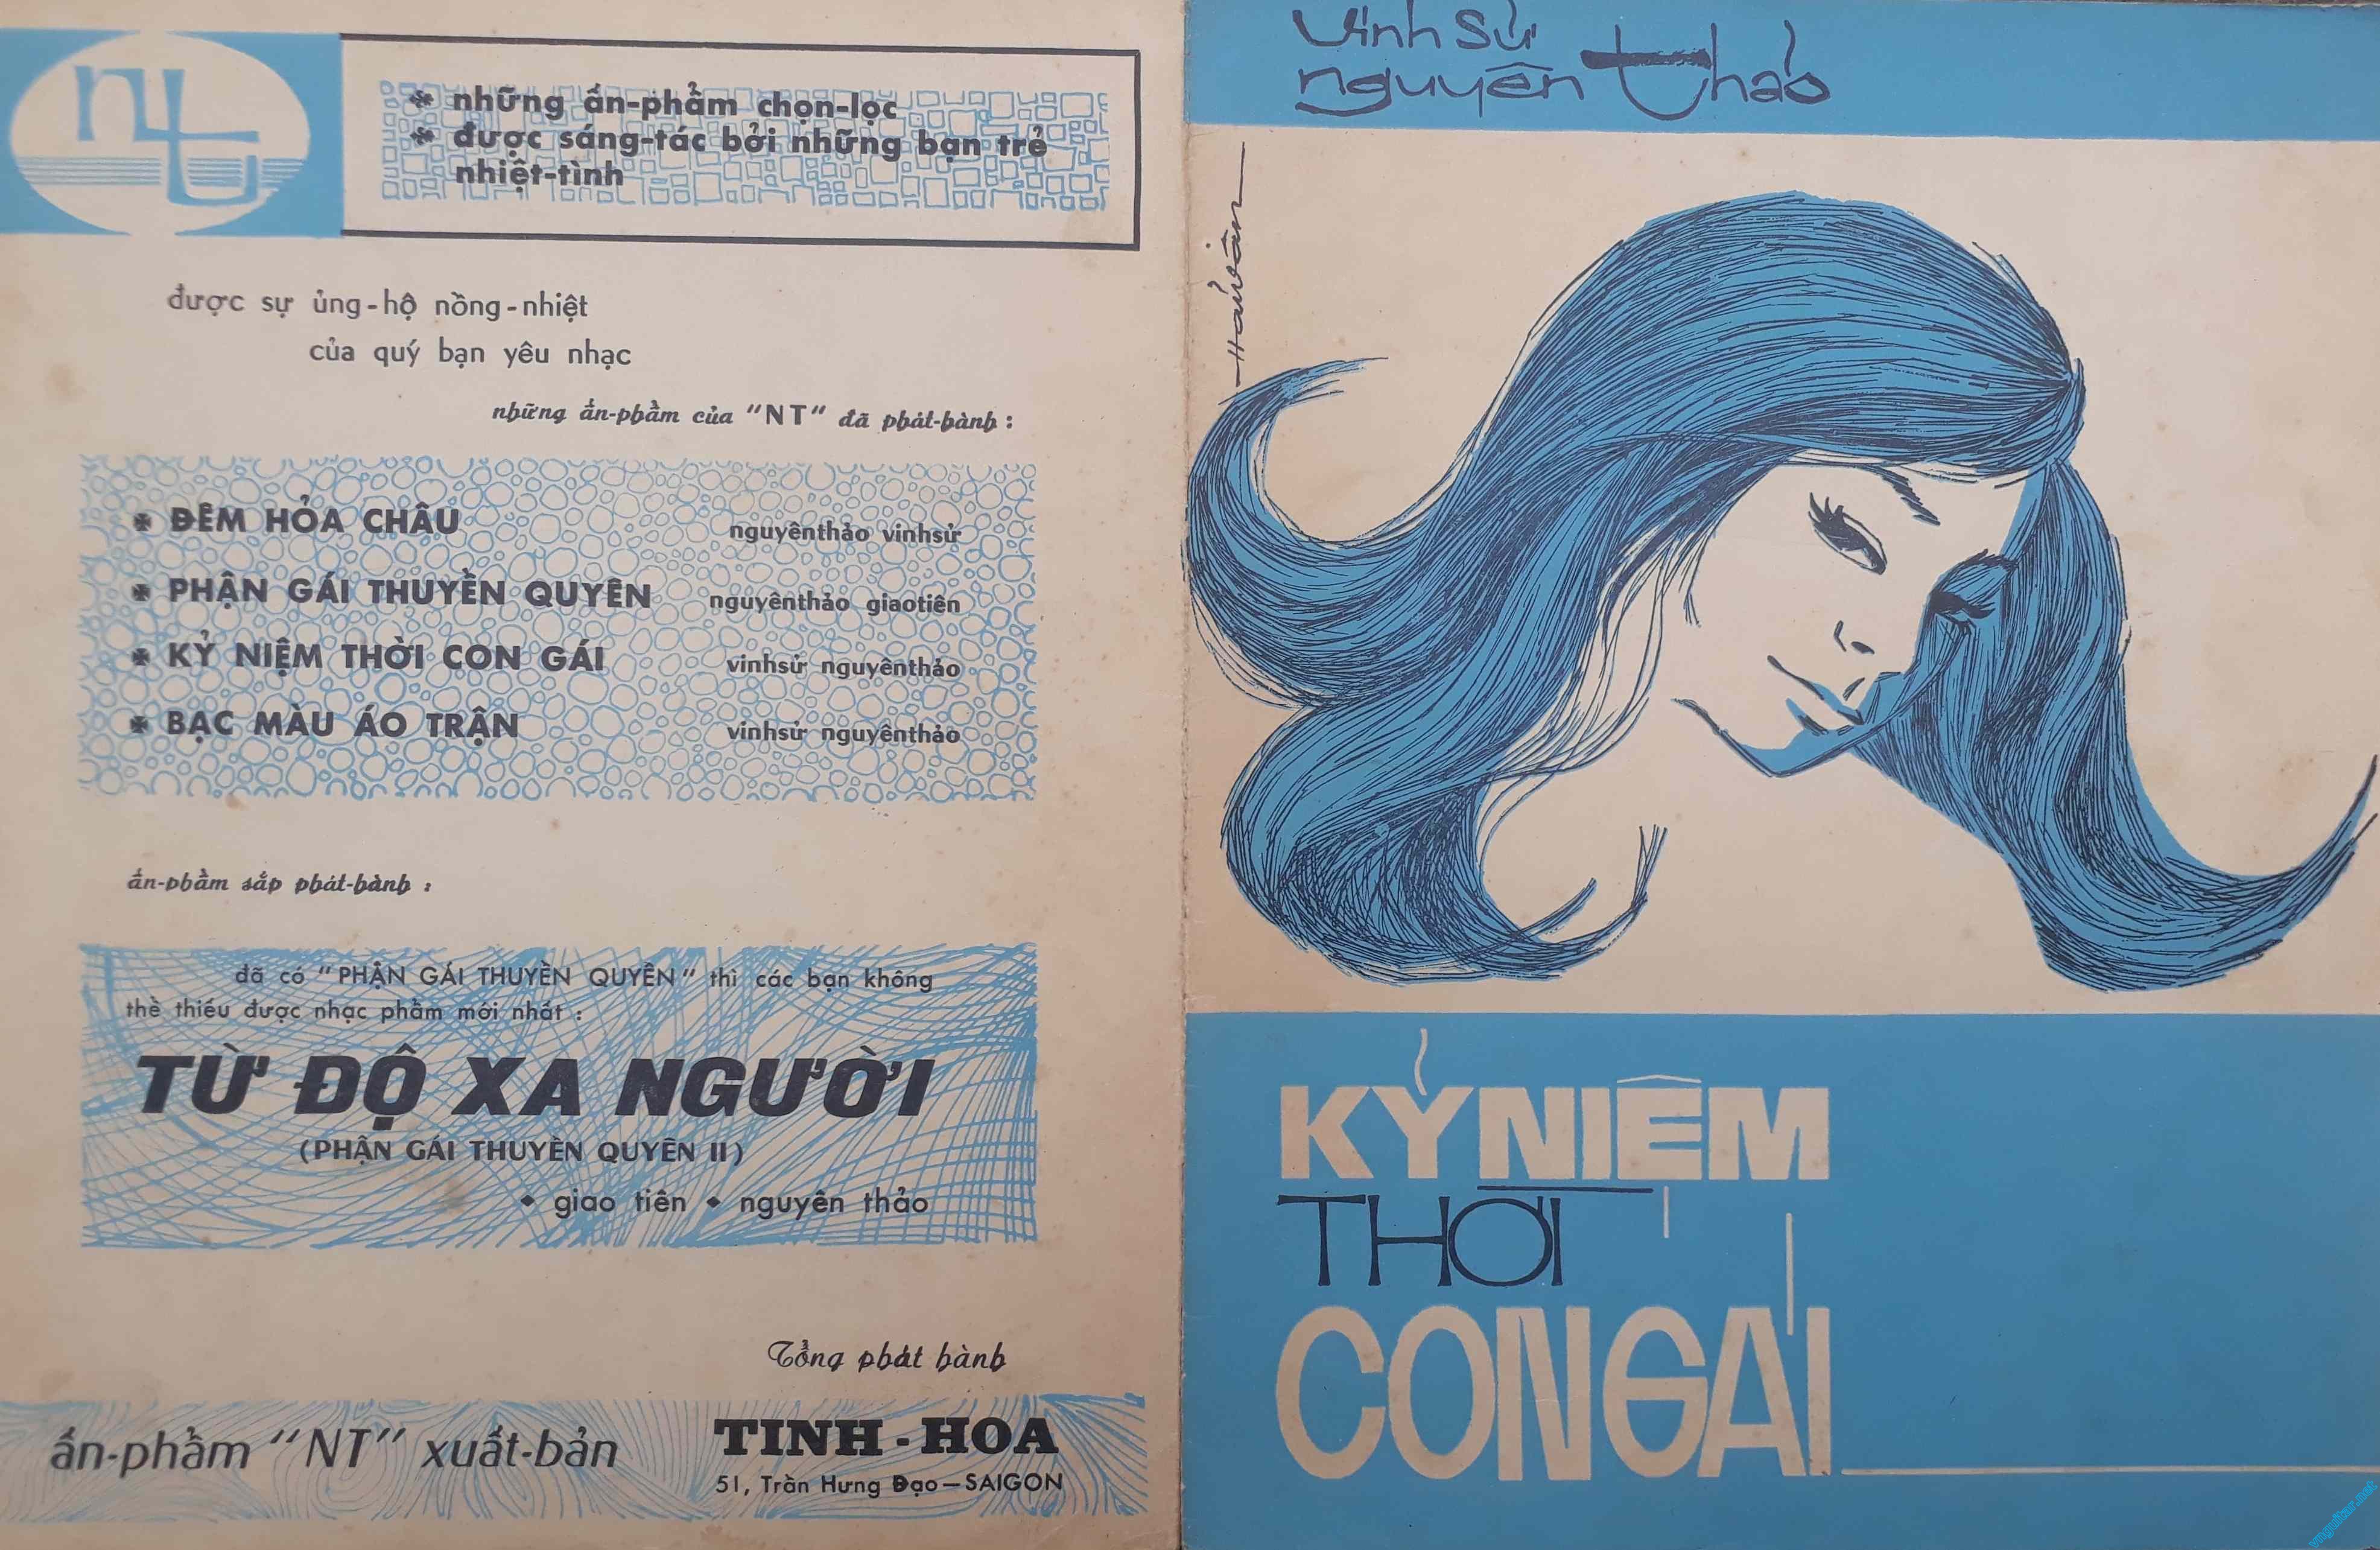 nt
* những ấn-phẩm chọn-lọc
* được sáng-tác bởi những bạn trẻ
nhiệt-tình
được sự ủng-hộ nồng-nhiệt
của quý bạn yêu nhạc
những ấn-phẩm của "NT" đã phát-hành :
* ĐÊM HỎA CHÂU nguyênthảo vinhsử
* PHẬN GÁI THUYỀN QUYÊN nguyênthảo giaotiên
* KỶ NIỆM THỜI CON GÁI vinhsử nguyênthảo
* BẠC MÀU ÁO TRẬN vinhsử nguyênthảo
ấn-phẩm sắp phát-hành :
đã có "PHẬN GÁI THUYỀN QUYÊN" thì các bạn không
thể thiếu được nhạc phẩm mới nhất :
TỪ ĐỘ XA NGƯỜI
(PHẬN GÁI THUYỀN QUYÊN II)
◆ giao tiên ◆ nguyên thảo
Tổng phát hành
ấn-phẩm "NT" xuất-bản
TINH - HOA
51, Trần Hưng Đạo — SAIGON
Vinh Sử
nguyên thảo
KỶ NIỆM
THỜI
CON GÁI